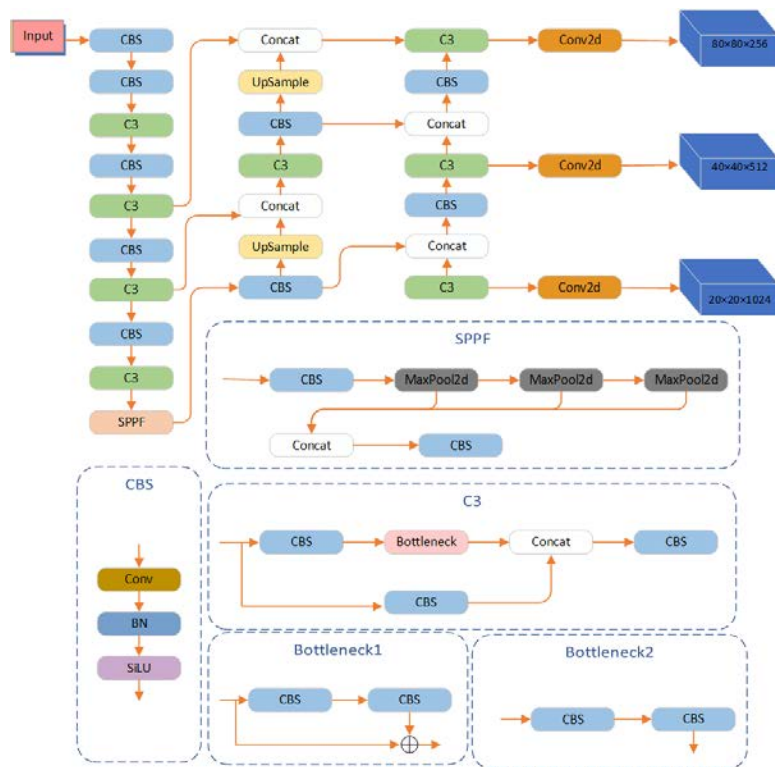 Input
CBS
Concat
C3
Conv2d
80×80×256
CBS
UpSample
CBS
C3
CBS
Concat
CBS
C3
C3
Conv2d
40×40×512
C3
Concat
CBS
CBS
UpSample
Concat
C3
CBS
C3
Conv2d
20×20×1024
CBS
C3
SPPF
SPPF
CBS
MaxPool2d
MaxPool2d
MaxPool2d
Concat
CBS
CBS
Conv
BN
SiLU
C3
CBS
Bottleneck
Concat
CBS
CBS
Bottleneck1
CBS
CBS
Bottleneck2
CBS
CBS